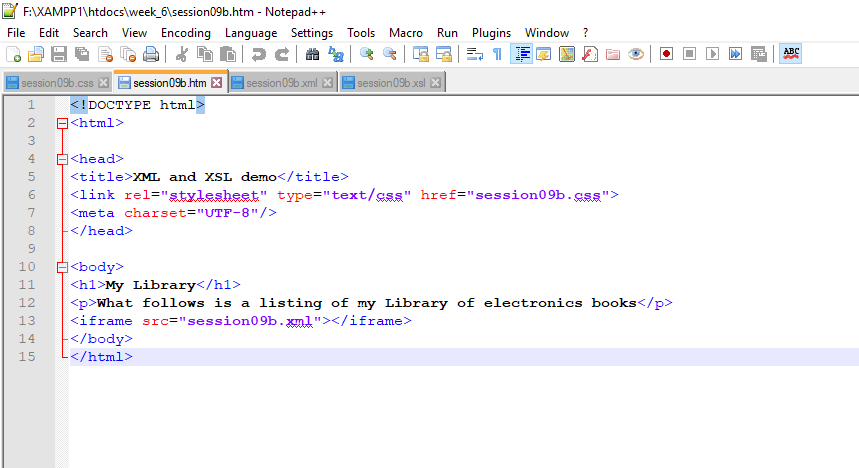 F:\XAMPP1\htdocs\week_6\session09b.htm - Notepad++
File Edit Search View Encoding Language Settings Macro Run Plugins Window ?
ABC
session09b.css session09b.htm session09b.xml session09b.xsl
1 <!DOCTYPE html>
2 <html>
3
4 <head>
5 <title>XML and XSL demo</title>
6 <link rel="stylesheet" type="text/css" href="session09b.css">
7 <meta charset="UTF-8"/>
8 </head>
9
10 <body>
11 <h1>My Library</h1>
12 <p>What follows is a listing of my Library of electronics books</p>
13 <iframe src="session09b.xml"></iframe>
14 </body>
15 </html>